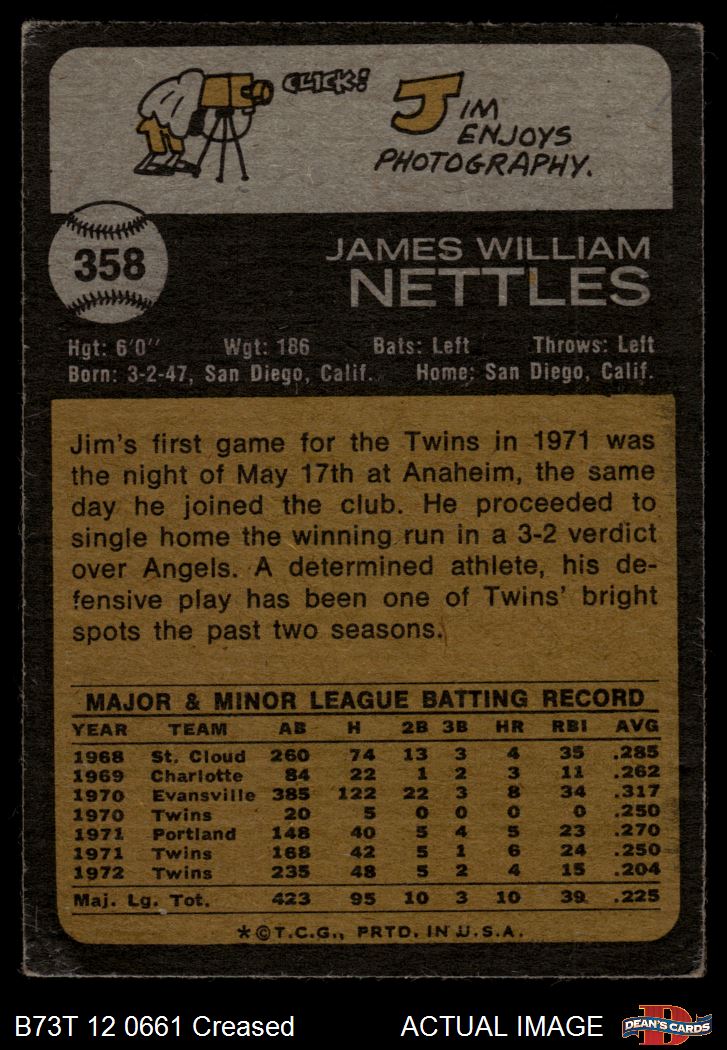 CLICK!
JIM
ENJOYS
PHOTOGRAPHY.
358
JAMES WILLIAM
NETTLES
Hgt: 6'0" Wgt: 186 Bats: Left Throws: Left
Born: 3-2-47, San Diego, Calif. Home: San Diego, Calif.
Jim's first game for the Twins in 1971 was
the night of May 17th at Anaheim, the same
day he joined the club. He proceeded to
single home the winning run in a 3-2 verdict
over Angels. A determined athlete, his de-
fensive play has been one of Twins' bright
spots the past two seasons.
MAJOR & MINOR LEAGUE BATTING RECORD
YEAR TEAM AB H 2B 3B HR RBI AVG
1968 St. Cloud 260 74 13 3 4 35 .285
1969 Charlotte 84 22 1 2 3 11 .262
1970 Evansville 385 122 22 3 8 34 .317
1970 Twins 20 5 0 0 0 0 .250
1971 Portland 148 40 5 4 5 23 .270
1971 Twins 168 42 5 1 6 24 .250
1972 Twins 235 48 5 2 4 15 .204
Maj. Lg. Tot. 423 95 10 3 10 39 .225
*©T.C.G., PRTD. IN U.S.A.
B73T 12 0661 Creased ACTUAL IMAGE
DEAN'S CARDS